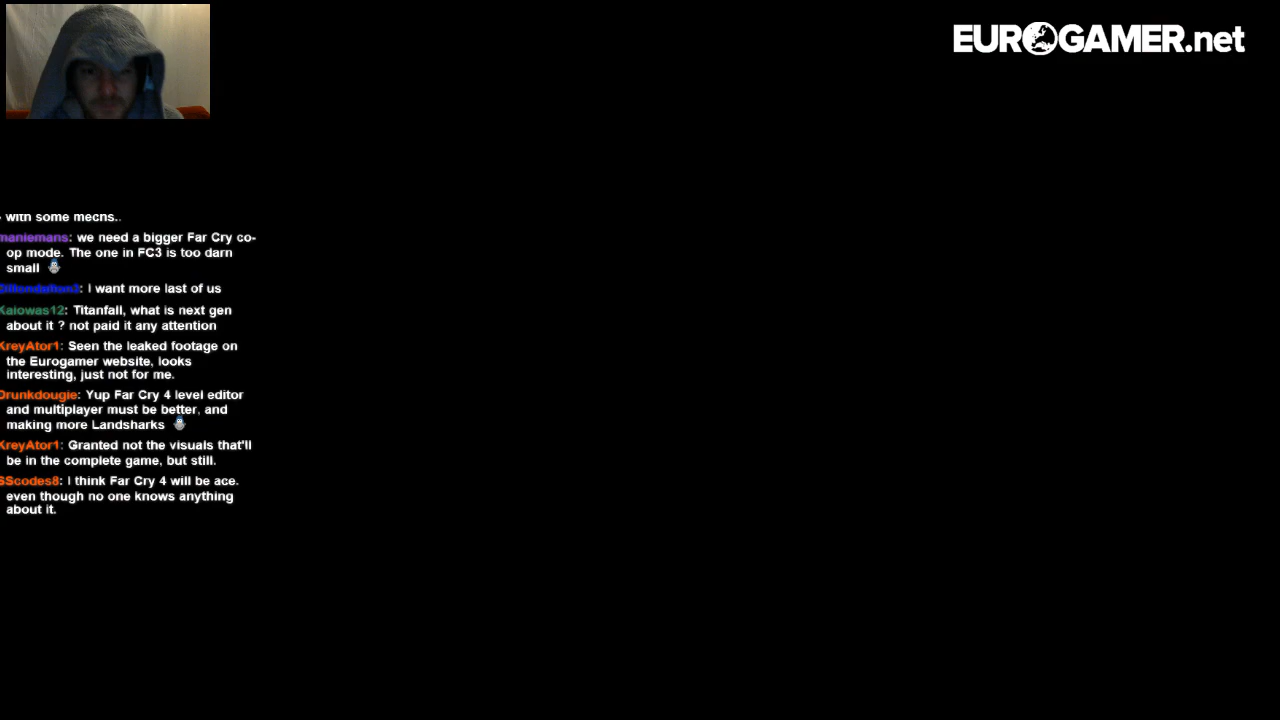 EUROGAMER.net
with some mechs..
maniemans: we need a bigger Far Cry co-
op mode. The one in FC3 is too darn
small
: I want more last of us
Kaiowas12: Titanfall, what is next gen
about it ? not paid it any attention
KreyAtor1: Seen the leaked footage on
the Eurogamer website, looks
interesting, just not for me.
Drunkdougie: Yup Far Cry 4 level editor
and multiplayer must be better, and
making more Landsharks
KreyAtor1: Granted not the visuals that'll
be in the complete game, but still.
SScodes8: I think Far Cry 4 will be ace.
even though no one knows anything
about it.